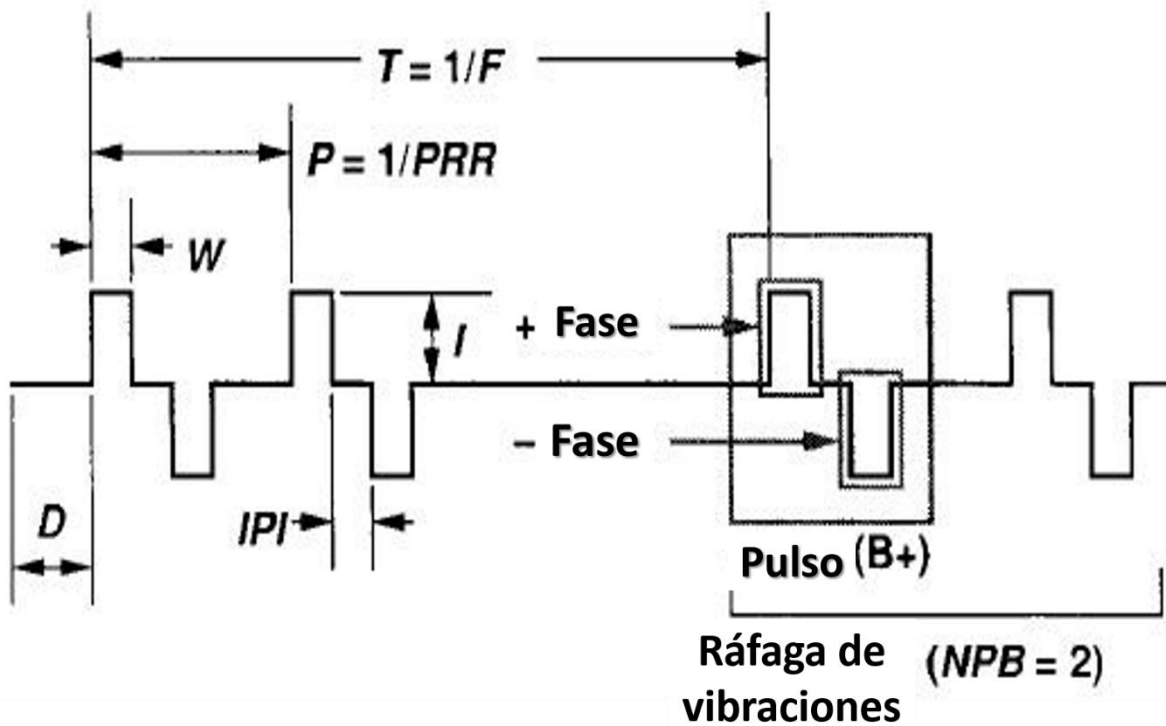 T = 1/F
P = 1/PRR
W
I
+ Fase
– Fase
D
IPI
Pulso (B+)
Ráfaga de vibraciones
(NPB = 2)